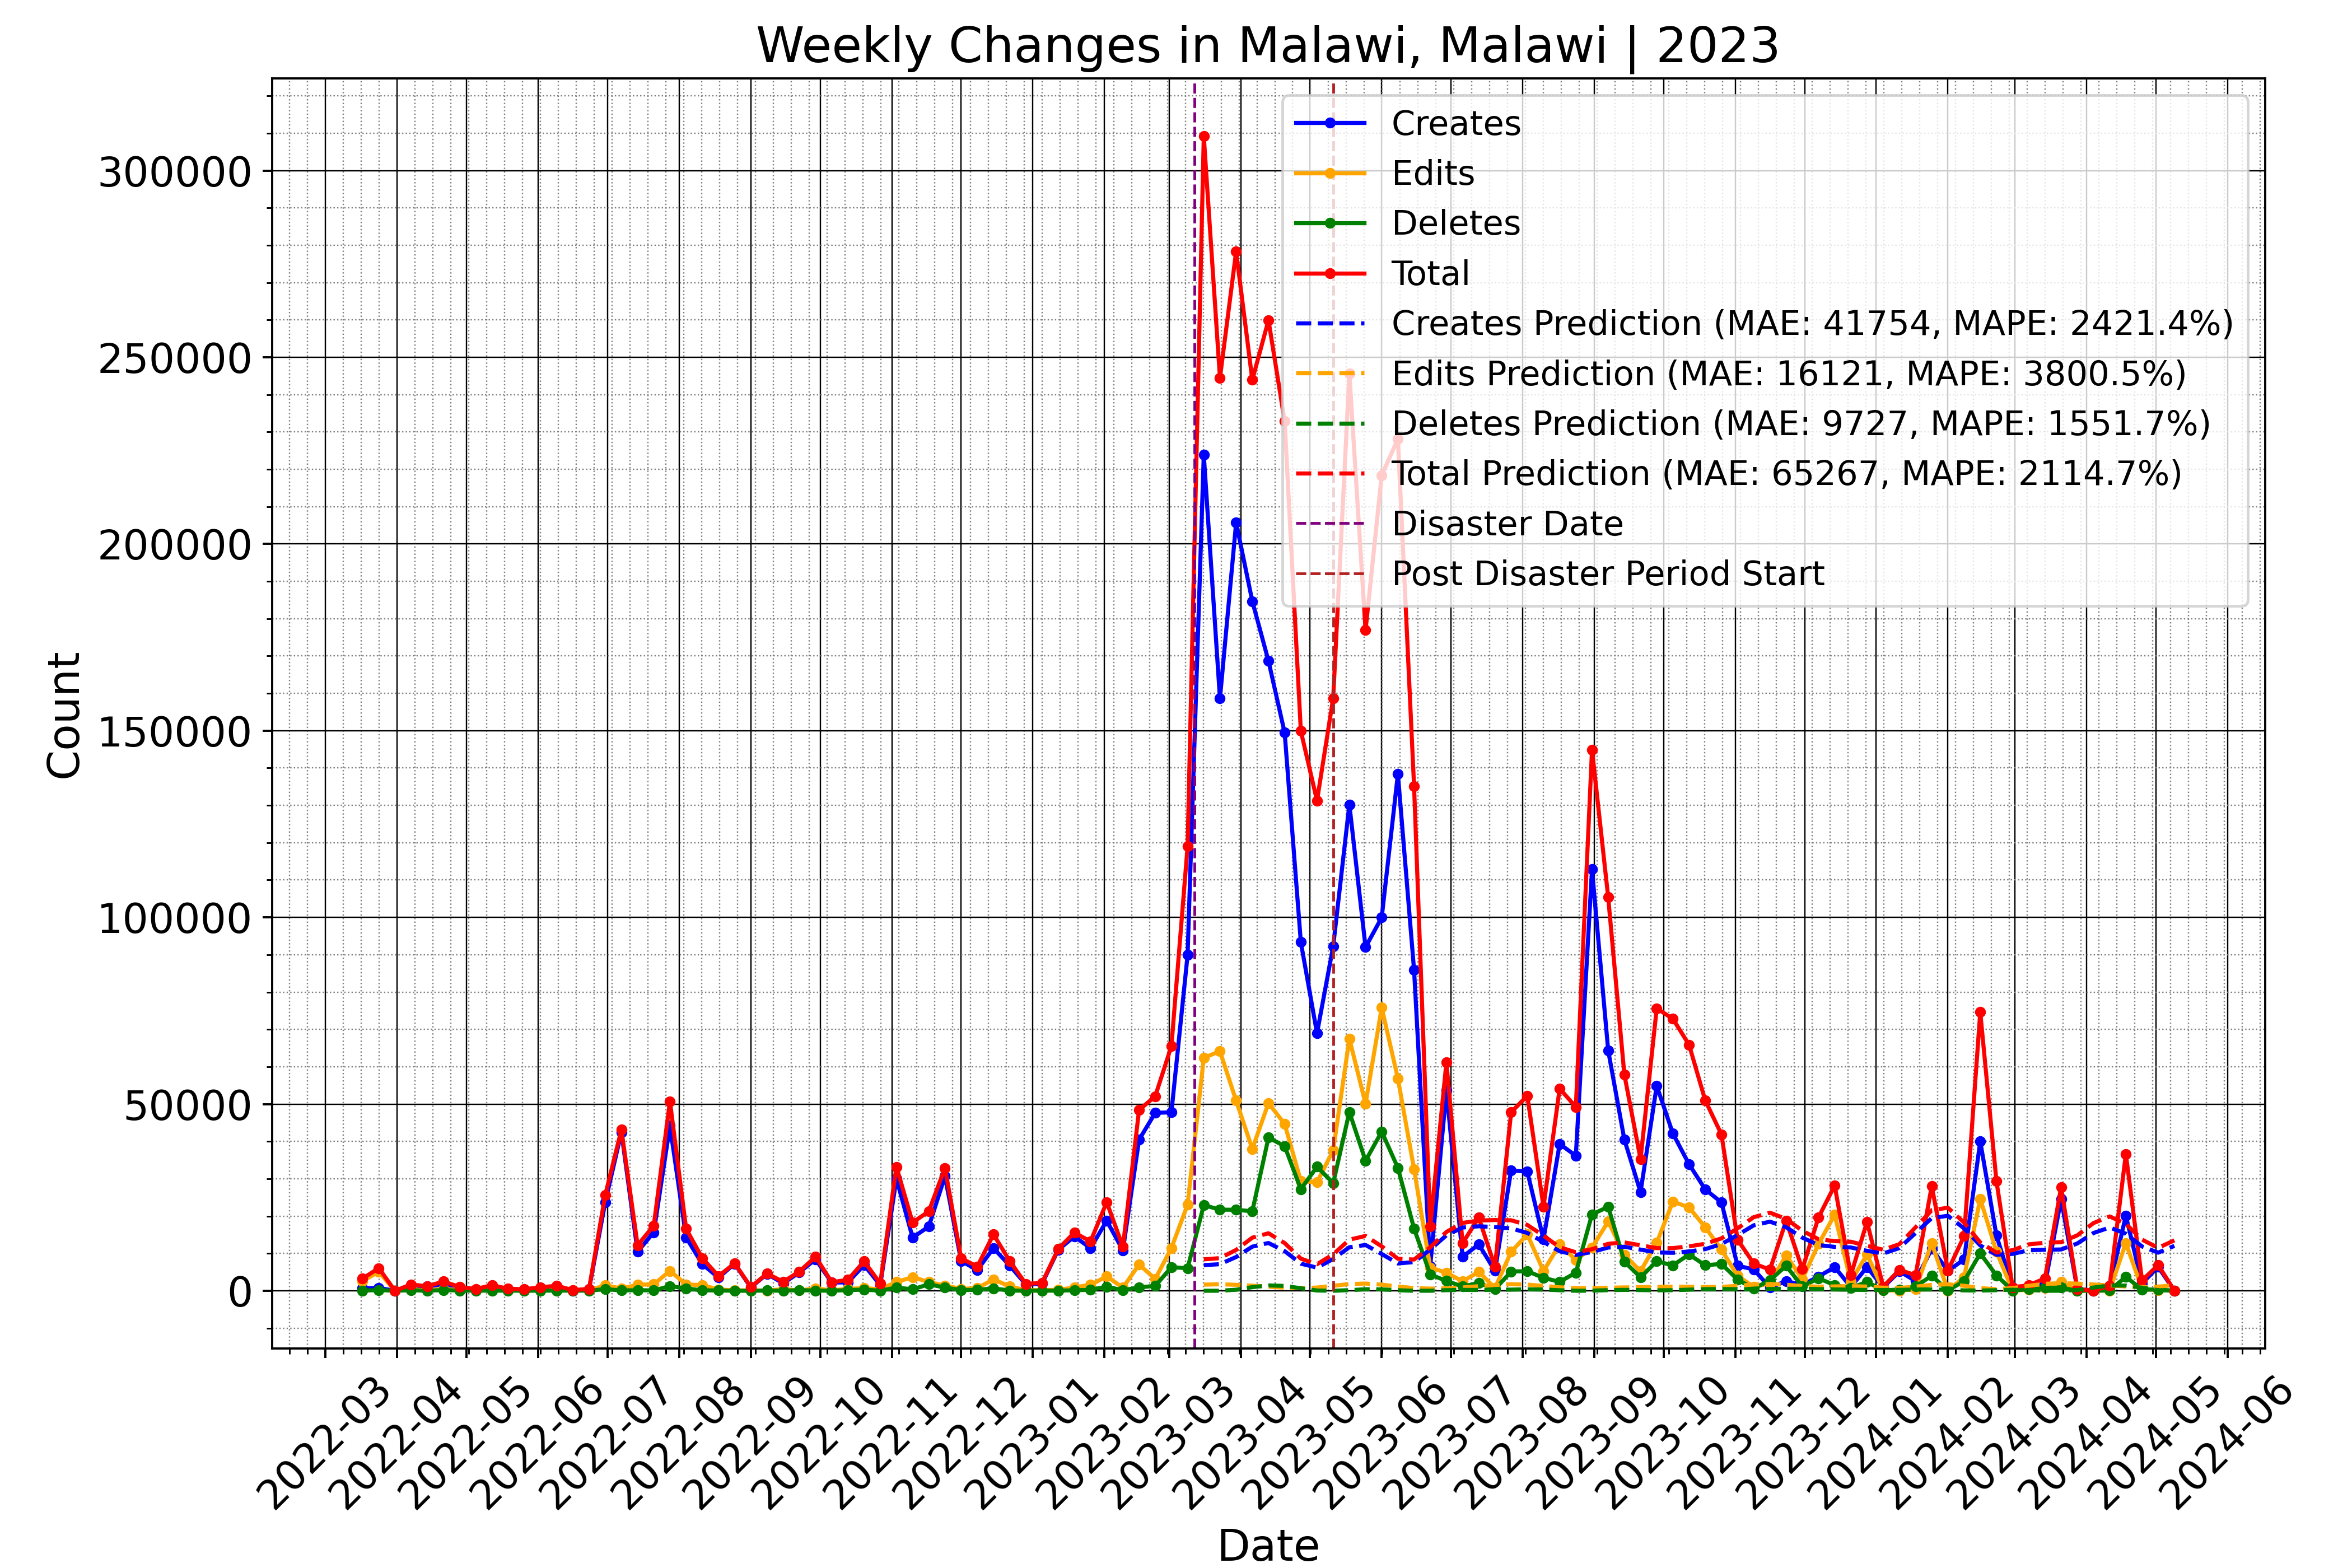 Weekly Changes in Malawi, Malawi | 2023
Creates
Edits
Deletes
Total
Creates Prediction (MAE: 41754, MAPE: 2421.4%)
Edits Prediction (MAE: 16121, MAPE: 3800.5%)
Deletes Prediction (MAE: 9727, MAPE: 1551.7%)
Total Prediction (MAE: 65267, MAPE: 2114.7%)
Disaster Date
Post Disaster Period Start
Count
300000
250000
200000
150000
100000
50000
0
2022-03
2022-04
2022-05
2022-06
2022-07
2022-08
2022-09
2022-10
2022-11
2022-12
2023-01
2023-02
2023-03
2023-04
2023-05
2023-06
2023-07
2023-08
2023-09
2023-10
2023-11
2023-12
2024-01
2024-02
2024-03
2024-04
2024-05
2024-06
Date